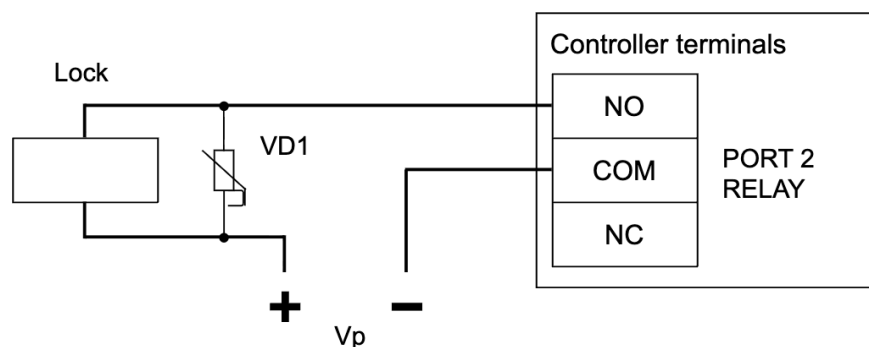 Controller terminals
Lock
NO
VD1
COM
PORT 2
RELAY
NC
+
−
Vp